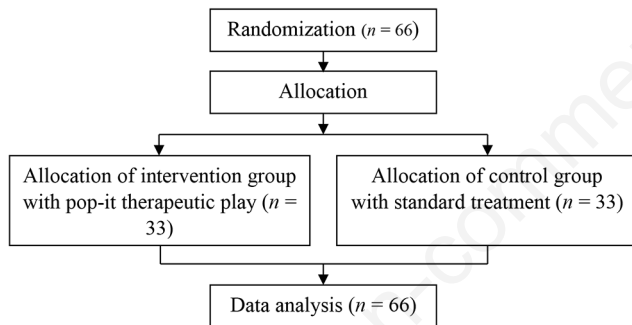 Randomization (n = 66)
Allocation
Allocation of intervention group
with pop-it therapeutic play (n =
33)
Allocation of control group
with standard treatment (n = 33)
Data analysis (n = 66)